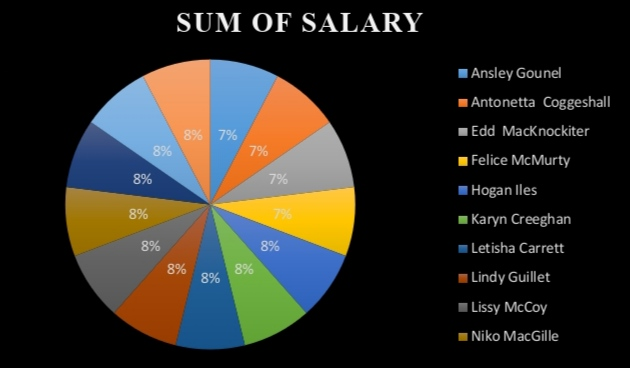 SUM OF SALARY
7%
7%
7%
7%
8%
8%
8%
8%
8%
8%
8%
8%
8%
Ansley Gounel
Antonetta Coggeshall
Edd MacKnockiter
Felice McMurty
Hogan Iles
Karyn Creeghan
Letisha Carrett
Lindy Guillet
Lissy McCoy
Niko MacGille